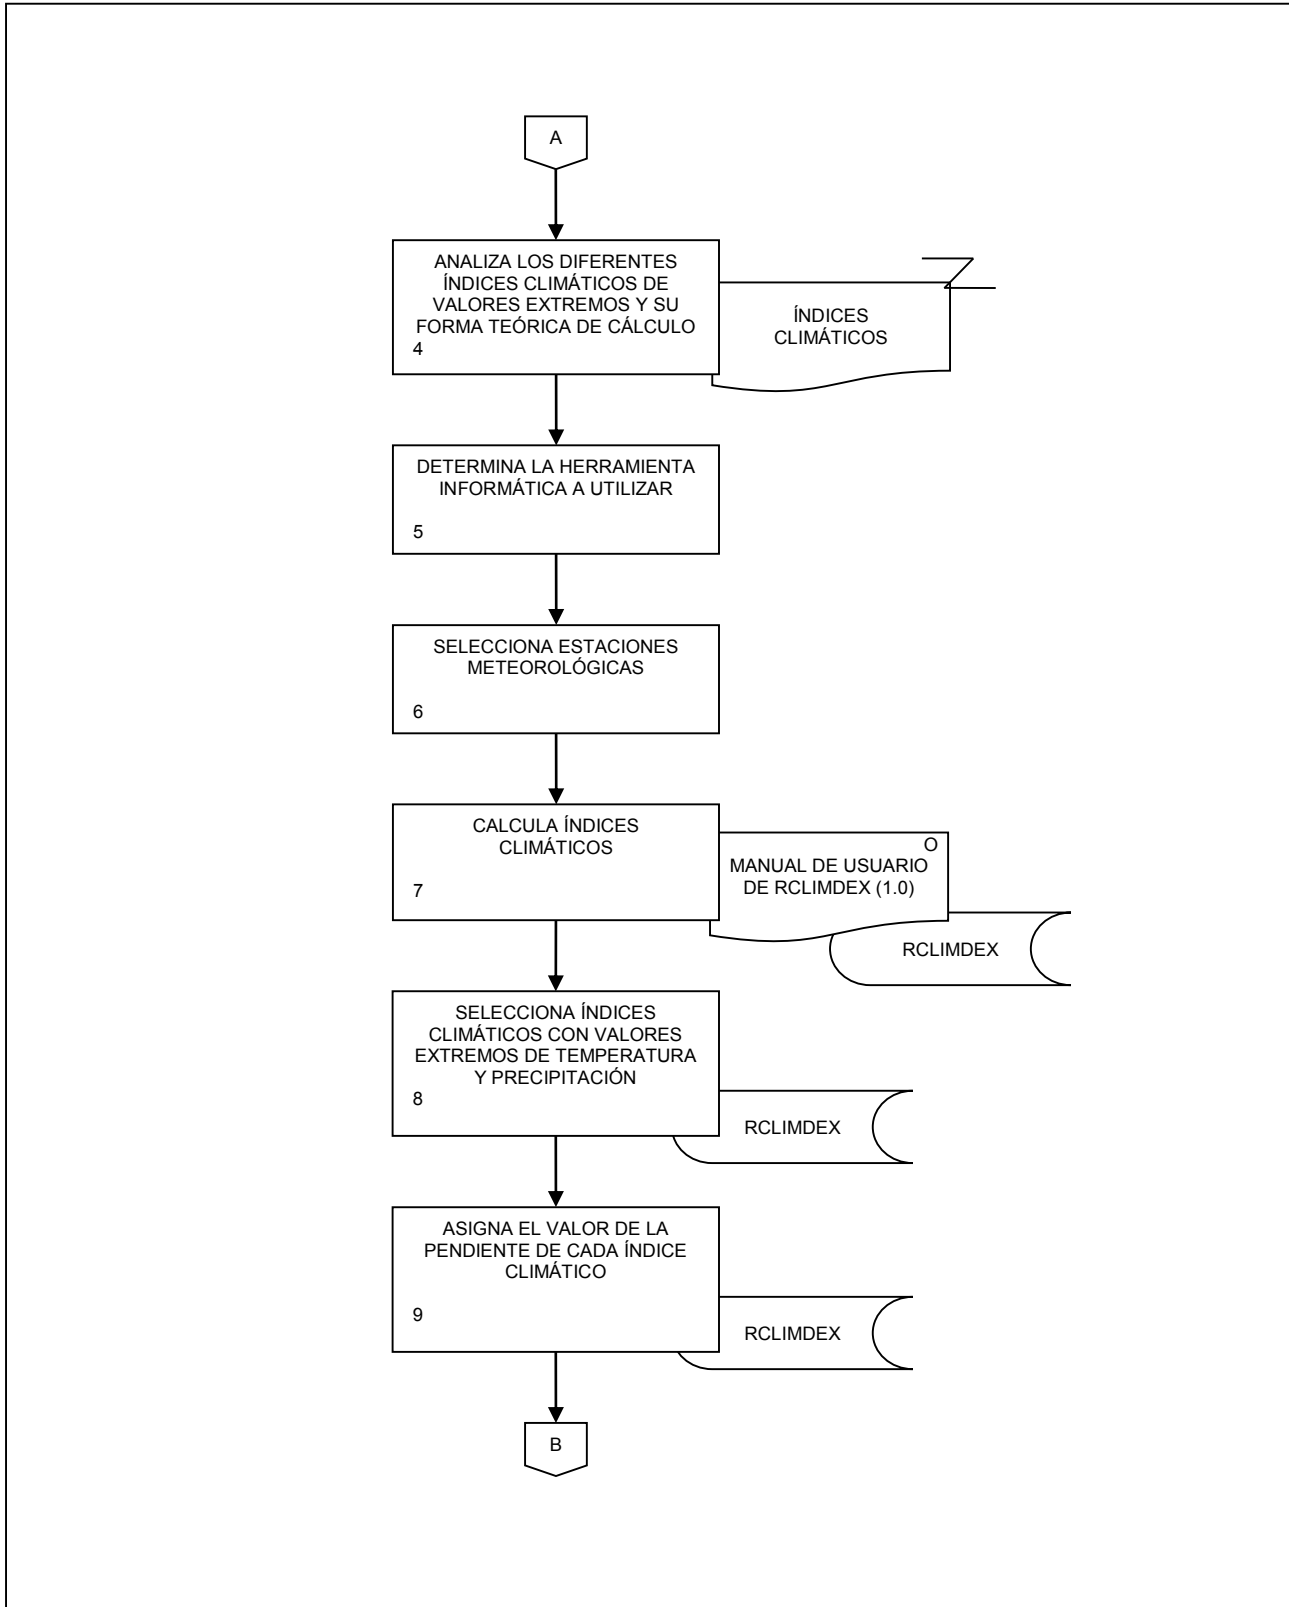 A
ANALIZA LOS DIFERENTES
ÍNDICES CLIMÁTICOS DE
VALORES EXTREMOS Y SU
FORMA TEÓRICA DE CÁLCULO
4
ÍNDICES
CLIMÁTICOS
DETERMINA LA HERRAMIENTA
INFORMÁTICA A UTILIZAR
5
SELECCIONA ESTACIONES
METEOROLÓGICAS
6
CALCULA ÍNDICES
CLIMÁTICOS
7
O
MANUAL DE USUARIO
DE RCLIMDEX (1.0)
RCLIMDEX
SELECCIONA ÍNDICES
CLIMÁTICOS CON VALORES
EXTREMOS DE TEMPERATURA
Y PRECIPITACIÓN
8
RCLIMDEX
ASIGNA EL VALOR DE LA
PENDIENTE DE CADA ÍNDICE
CLIMÁTICO
9
RCLIMDEX
B